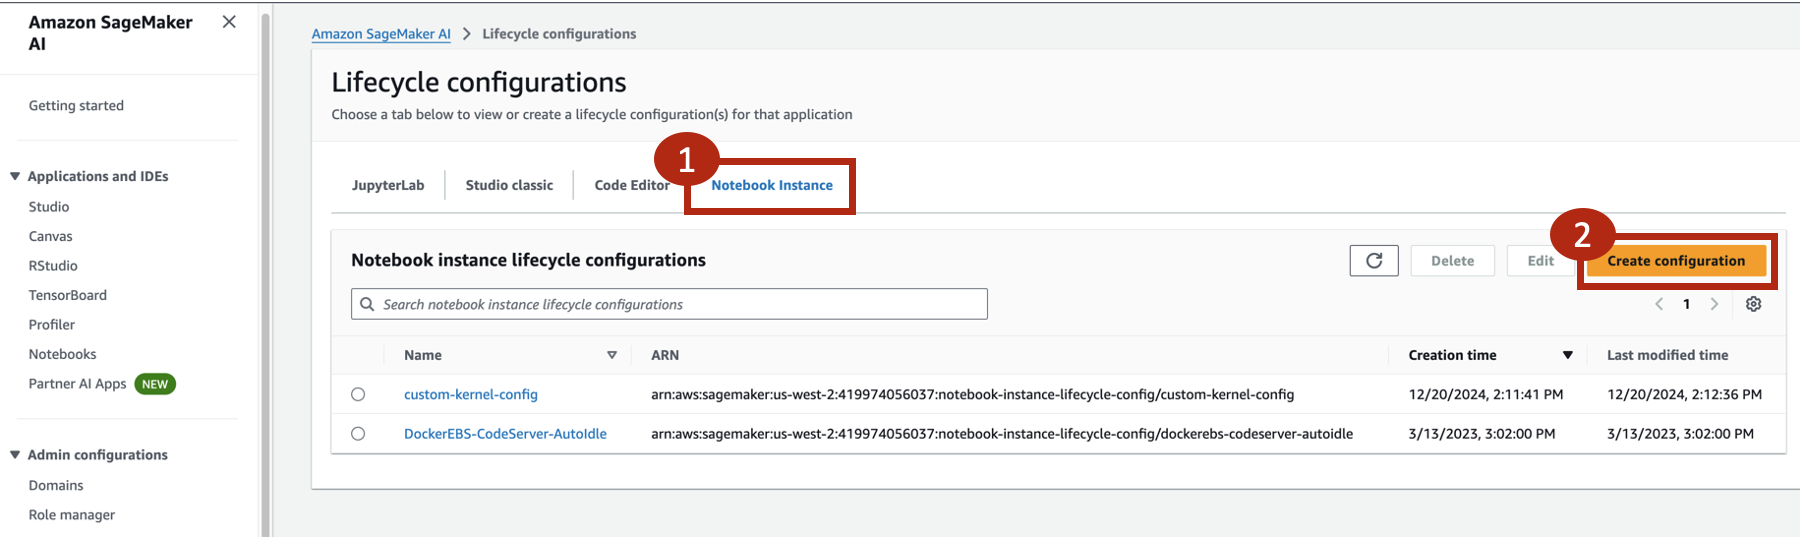 Amazon SageMaker
AI
Getting started
Applications and IDEs
Studio
Canvas
RStudio
TensorBoard
Profiler
Notebooks
Partner AI Apps NEW
Admin configurations
Domains
Role manager
Amazon SageMaker AI > Lifecycle configurations
Lifecycle configurations
Choose a tab below to view or create a lifecycle configuration(s) for that application
1
JupyterLab Studio classic Code Editor Notebook Instance
2
Notebook instance lifecycle configurations Delete Edit Create configuration
Search notebook instance lifecycle configurations 1
Name ARN Creation time Last modified time
custom-kernel-config arn:aws:sagemaker:us-west-2:419974056037:notebook-instance-lifecycle-config/custom-kernel-config 12/20/2024, 2:11:41 PM 12/20/2024, 2:12:36 PM
DockerEBS-CodeServer-AutoIdle arn:aws:sagemaker:us-west-2:419974056037:notebook-instance-lifecycle-config/dockerebs-codeserver-autoidle 3/13/2023, 3:02:00 PM 3/13/2023, 3:02:00 PM